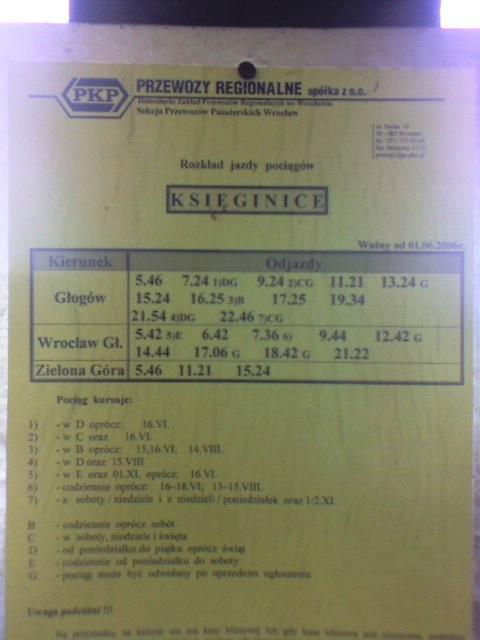 PKP PRZEWOZY REGIONALNE spółka z o.o.
Dolnośląski Zakład Przewozów Regionalnych we Wrocławiu
Sekcja Przewozów Pasażerskich Wrocław
Rozkład jazdy pociągów
KSIĘGINICE
Ważny od 01.06.2006r.
Kierunek Odjazdy
Głogów 5.46 7.24 1)DG 9.24 2)CG 11.21 13.24 G
15.24 16.25 3)B 17.25 19.34
21.54 4)DG 22.46 7)CG
Wrocław Gł. 5.42 5)E 6.42 7.36 6) 9.44 12.42 G
14.44 17.06 G 18.42 G 21.22
Zielona Góra 5.46 11.21 15.24
Pociąg kursuje:
1) - w D oprócz: 16.VI.
2) - w C oraz 16.VI.
3) - w B oprócz: 15,16.VI; 14.VIII.
4) - w D oraz 15.VIII
5) - w E oraz 01.XI, oprócz: 16.VI.
6) - codziennie oprócz: 16-18.VI; 13-15.VIII.
7) - z soboty / niedziele i z niedzieli / poniedziałek oraz 1/2.XI
B - codziennie oprócz sobót
C - w soboty, niedziele i święta
D - od poniedziałku do piątku oprócz świąt
E - codziennie od poniedziałku do soboty
G - pociąg może być odwołany po uprzednim ogłoszeniu
Uwaga podróżni !!!